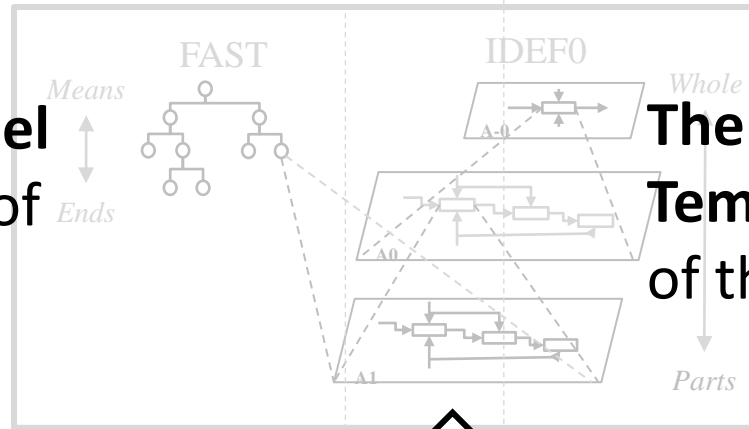 FAST
IDEF0
Means
Whole
el
The
A-0
of
Ends
Tem
A0
of th
A1
Parts